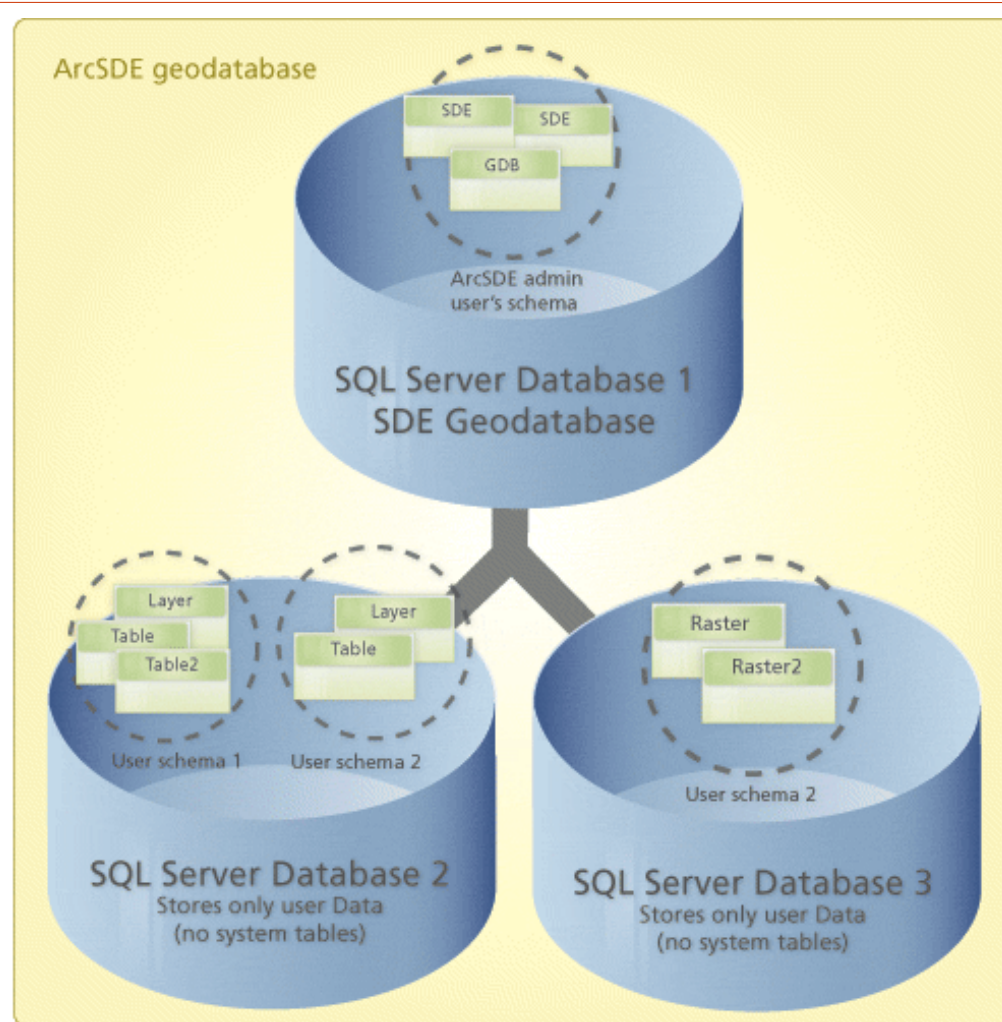 ArcSDE geodatabase
SDE
SDE
GDB
ArcSDE admin
user's schema
SQL Server Database 1
SDE Geodatabase
Layer
Table
Table2
User schema 1
Layer
Table
User schema 2
SQL Server Database 2
Stores only user Data
(no system tables)
Raster
Raster2
User schema 2
SQL Server Database 3
Stores only user Data
(no system tables)